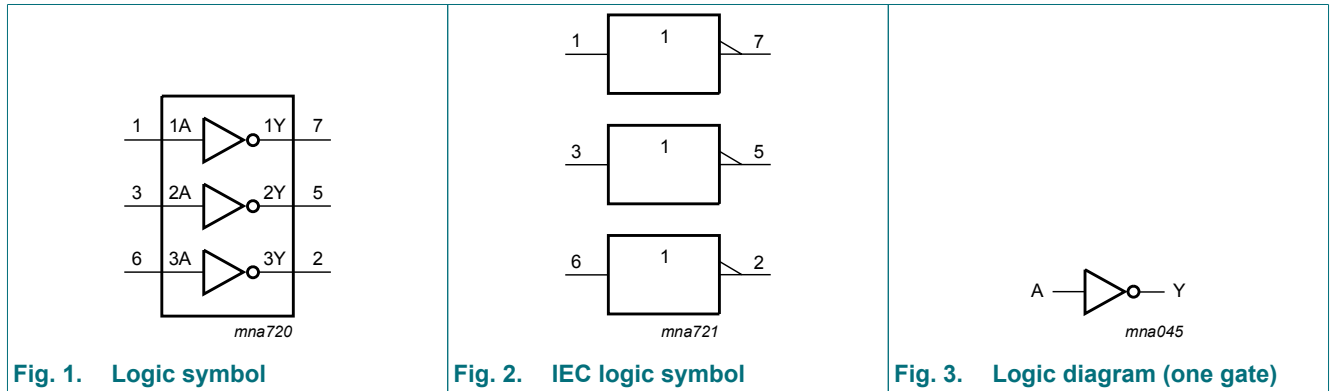 1 1A 1Y 7
3 2A 2Y 5
6 3A 3Y 2
mna720
Fig. 1. Logic symbol
1 1 7
3 1 5
6 1 2
mna721
Fig. 2. IEC logic symbol
A Y
mna045
Fig. 3. Logic diagram (one gate)